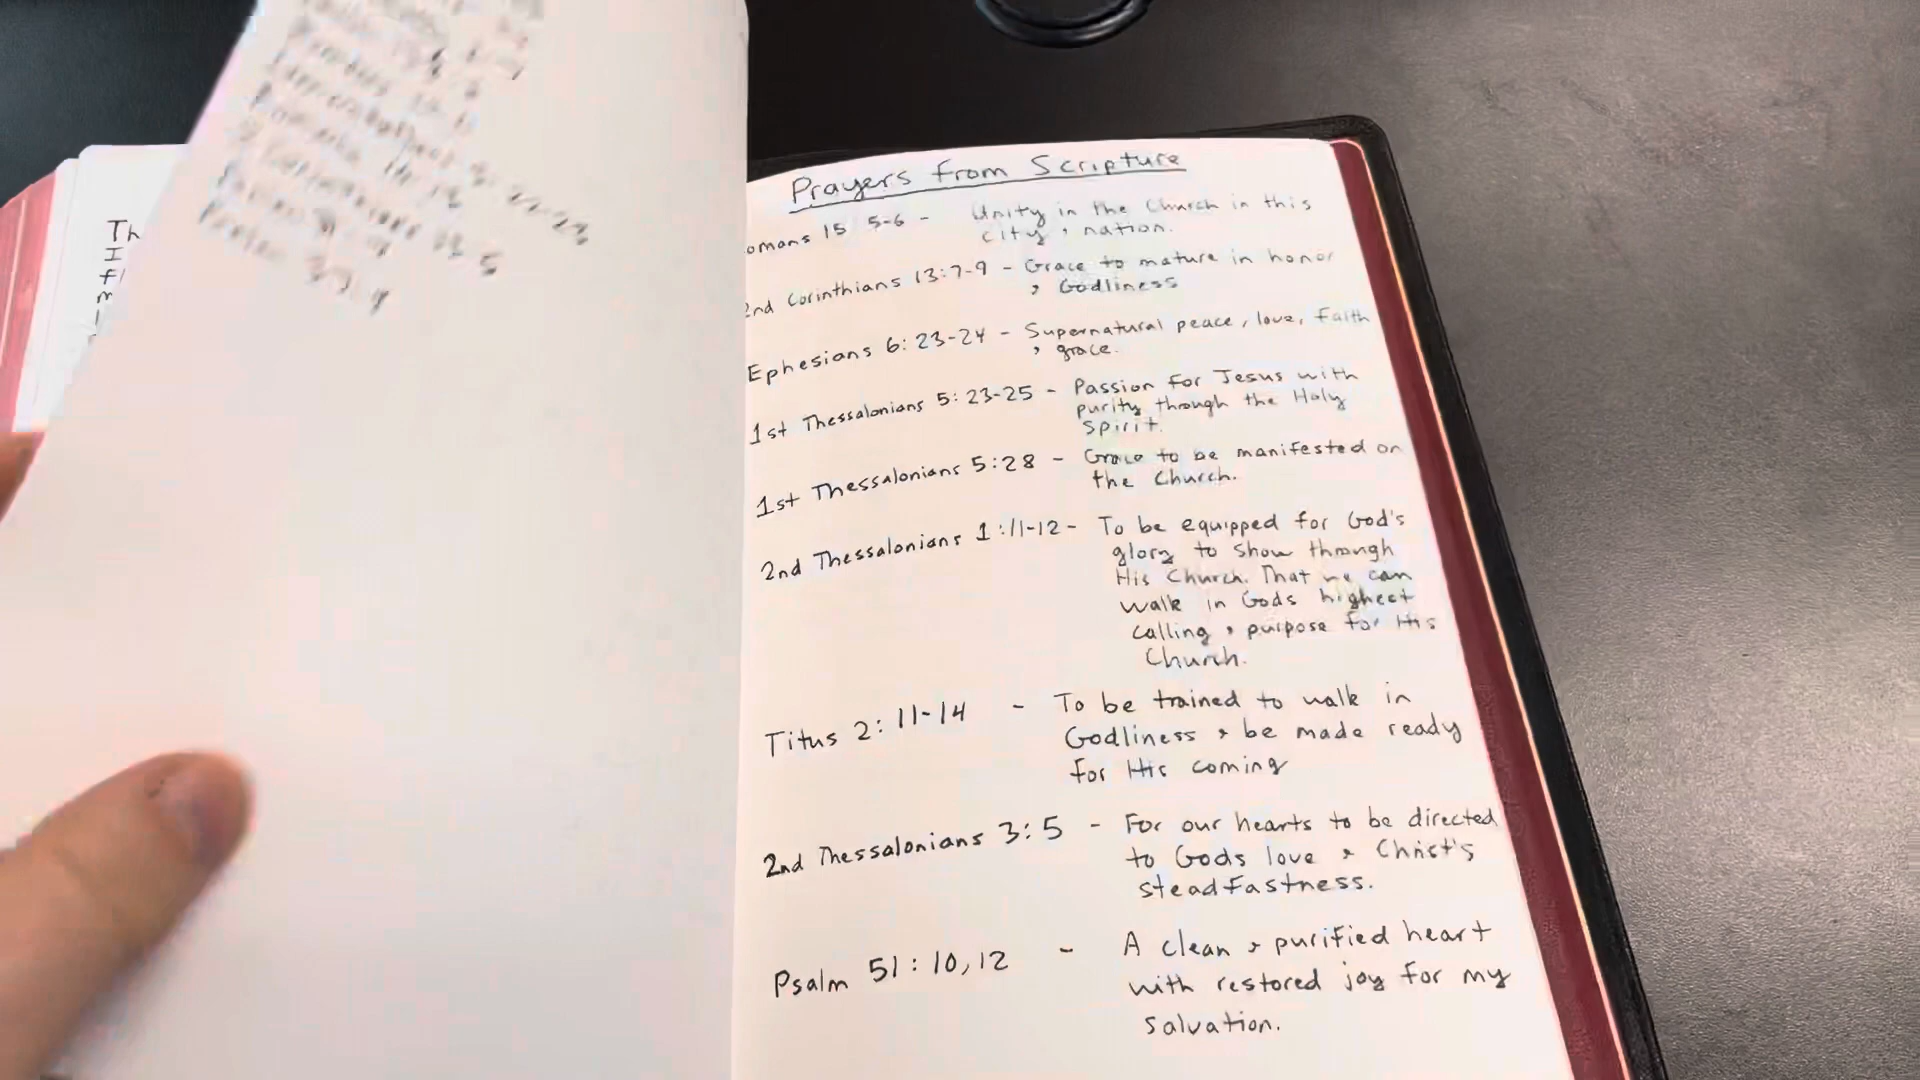 Th
I
Prayers from Scripture
omans 15 5-6 - Unity in the Church in this
city & nation.
2nd Corinthians 13:7-9 - Grace to mature in honor
& Godliness
Ephesians 6:23-24 - Supernatural peace, love, faith
& grace.
1st Thessalonians 5:23-25 - Passion for Jesus with
purity through the Holy
Spirit.
1st Thessalonians 5:28 - Grace to be manifested on
the Church.
2nd Thessalonians 1:11-12 - To be equipped for God's
glory to show through
His Church. That we can
walk in Gods highest
calling & purpose for His
Church.
Titus 2:11-14 - To be trained to walk in
Godliness & be made ready
for His coming
2nd Thessalonians 3:5 - For our hearts to be directed
to Gods love & Christ's
steadfastness.
Psalm 51:10,12 - A clean & purified heart
with restored joy for my
salvation.